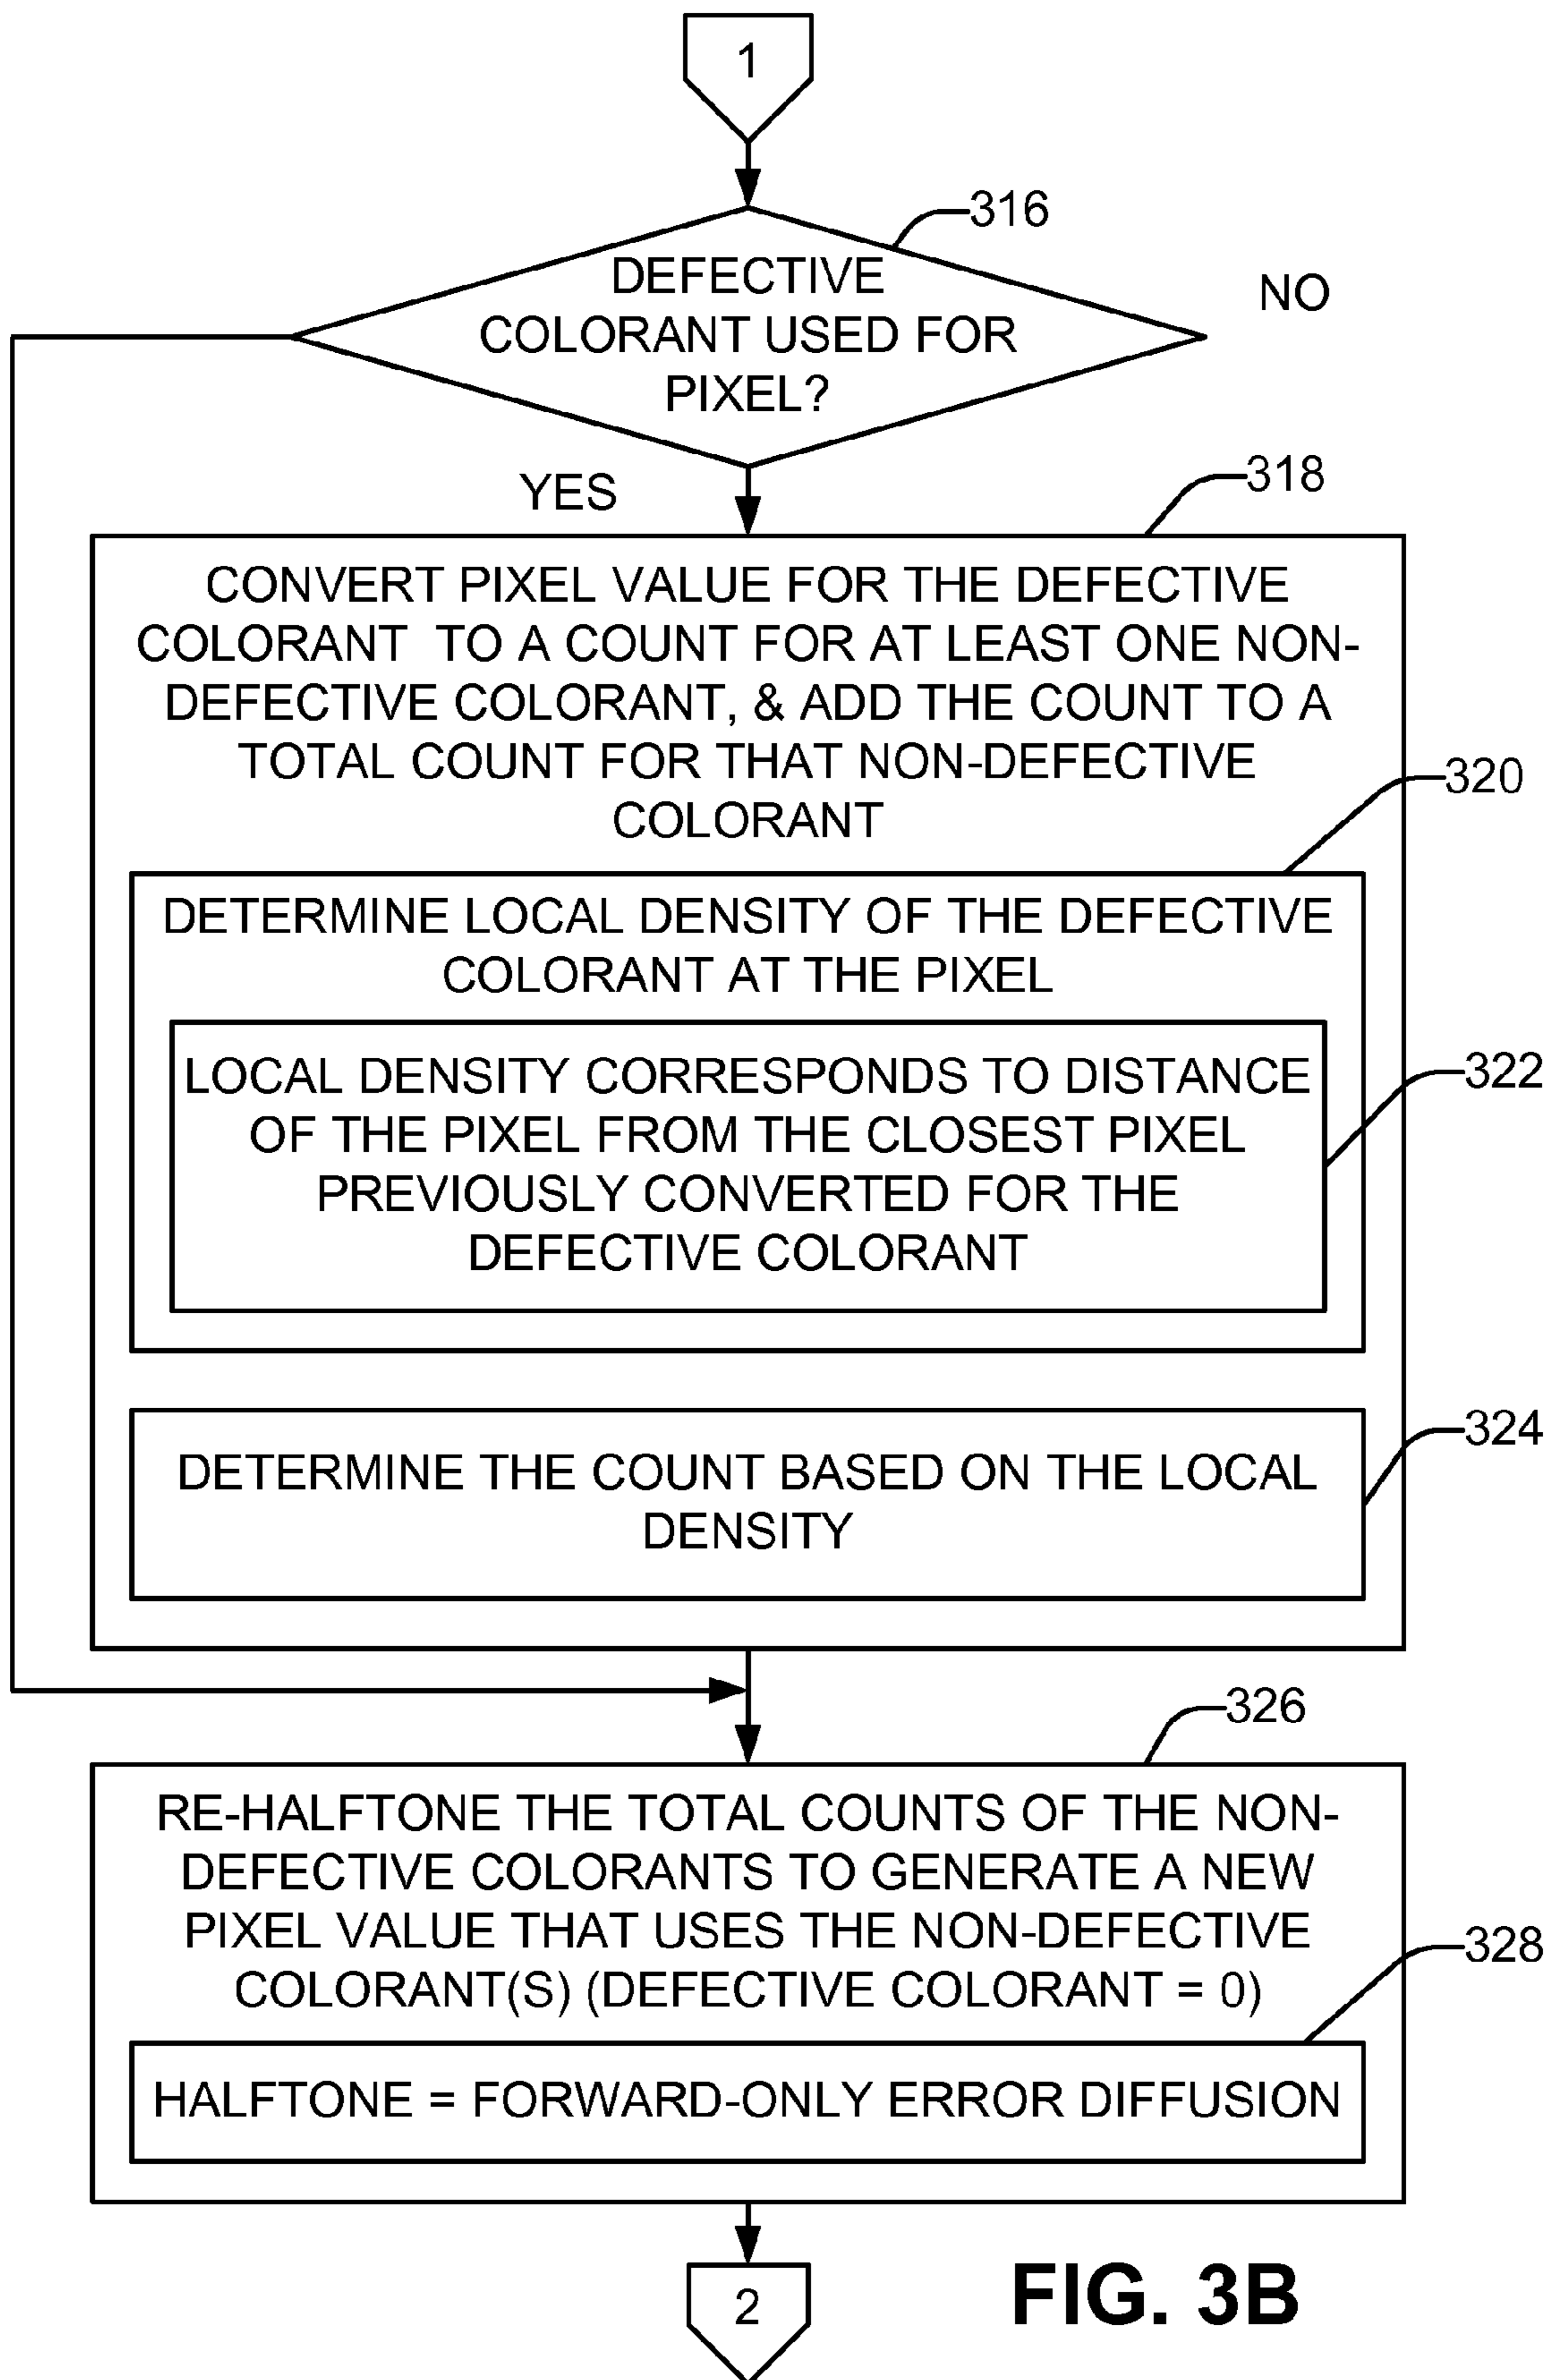 1
316
DEFECTIVE
COLORANT USED FOR
PIXEL?
NO
YES
318
CONVERT PIXEL VALUE FOR THE DEFECTIVE
COLORANT TO A COUNT FOR AT LEAST ONE NON-
DEFECTIVE COLORANT, & ADD THE COUNT TO A
TOTAL COUNT FOR THAT NON-DEFECTIVE
COLORANT
320
DETERMINE LOCAL DENSITY OF THE DEFECTIVE
COLORANT AT THE PIXEL
322
LOCAL DENSITY CORRESPONDS TO DISTANCE
OF THE PIXEL FROM THE CLOSEST PIXEL
PREVIOUSLY CONVERTED FOR THE
DEFECTIVE COLORANT
324
DETERMINE THE COUNT BASED ON THE LOCAL
DENSITY
326
RE-HALFTONE THE TOTAL COUNTS OF THE NON-
DEFECTIVE COLORANTS TO GENERATE A NEW
PIXEL VALUE THAT USES THE NON-DEFECTIVE
COLORANT(S) (DEFECTIVE COLORANT = 0)
328
HALFTONE = FORWARD-ONLY ERROR DIFFUSION
2
FIG. 3B